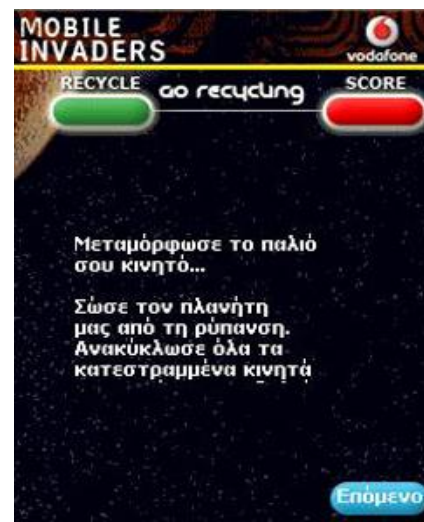 MOBILE
INVADERS
vodafone
RECYCLE GO recycling SCORE
Μεταμόρφωσε το παλιό
σου κινητό...
Σώσε τον πλανήτη
μας από τη ρύπανση.
Ανακύκλωσε όλα τα
κατεστραμμένα κινητά
Επόμενο